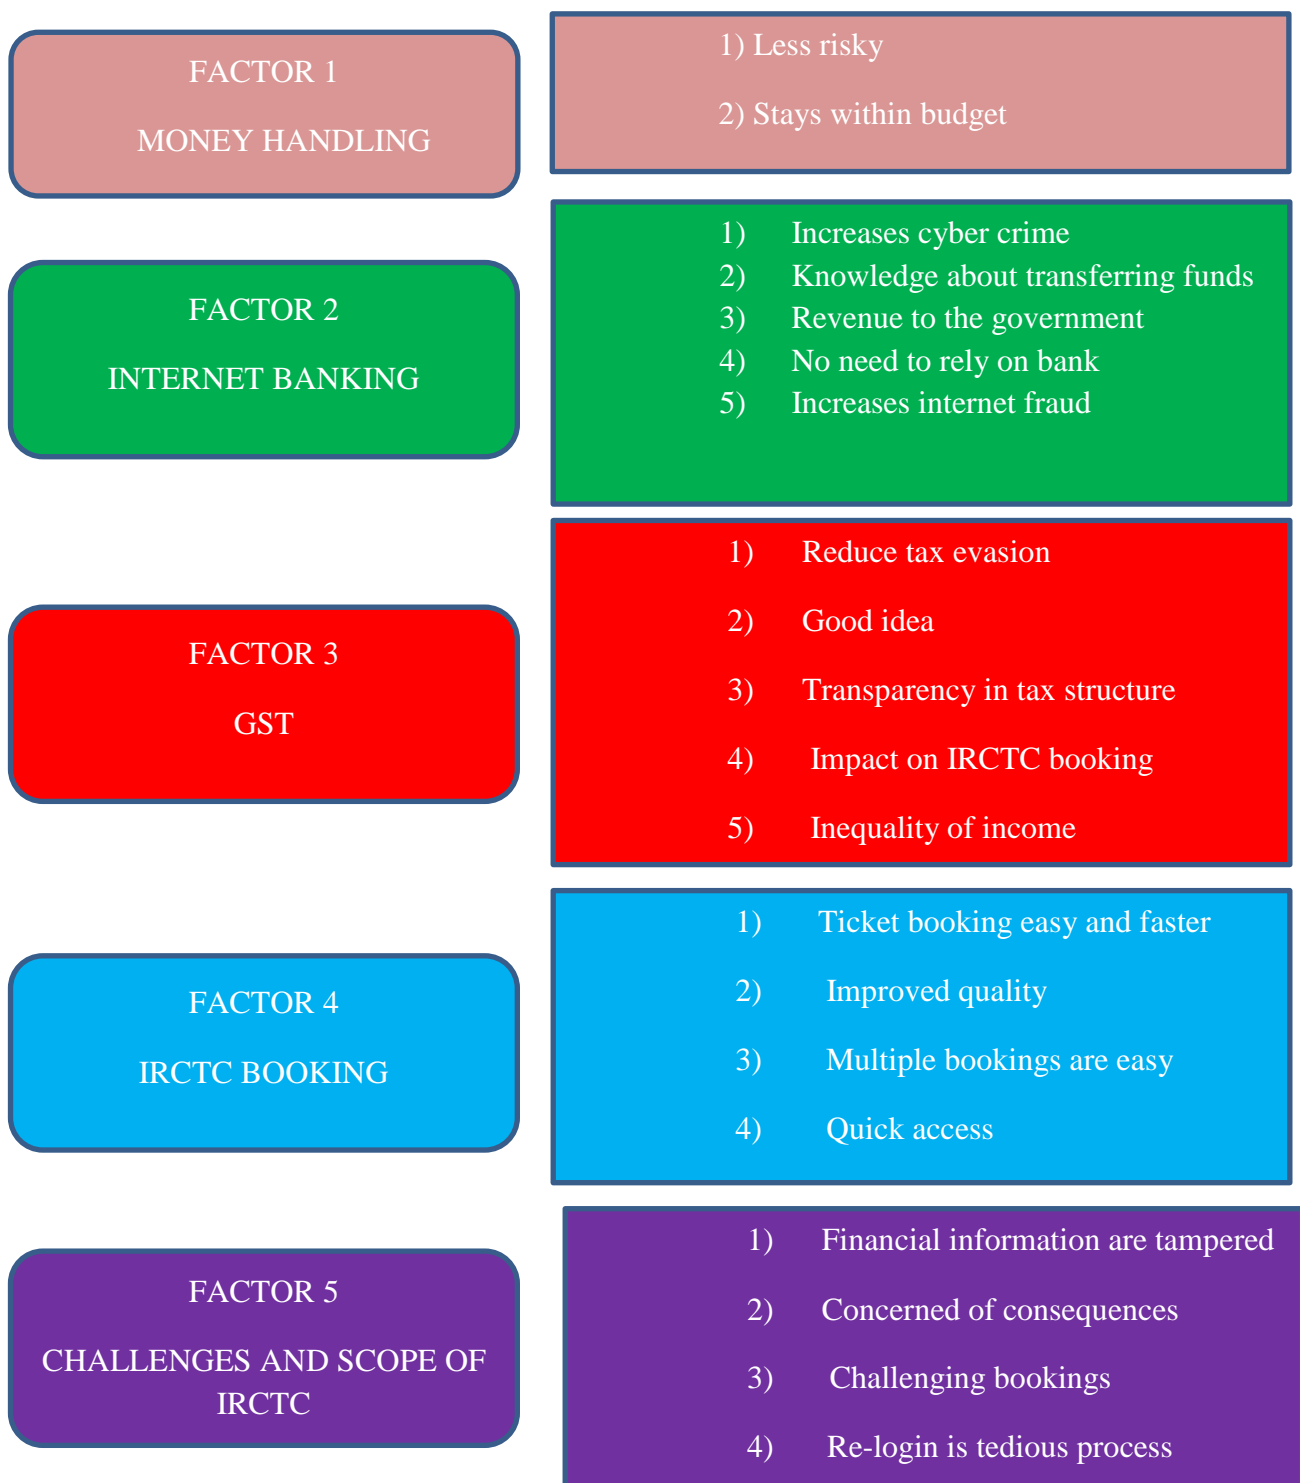 FACTOR 1
MONEY HANDLING
1) Less risky
2) Stays within budget
FACTOR 2
INTERNET BANKING
1) Increases cyber crime
2) Knowledge about transferring funds
3) Revenue to the government
4) No need to rely on bank
5) Increases internet fraud
FACTOR 3
GST
1) Reduce tax evasion
2) Good idea
3) Transparency in tax structure
4) Impact on IRCTC booking
5) Inequality of income
FACTOR 4
IRCTC BOOKING
1) Ticket booking easy and faster
2) Improved quality
3) Multiple bookings are easy
4) Quick access
FACTOR 5
CHALLENGES AND SCOPE OF
IRCTC
1) Financial information are tampered
2) Concerned of consequences
3) Challenging bookings
4) Re-login is tedious process